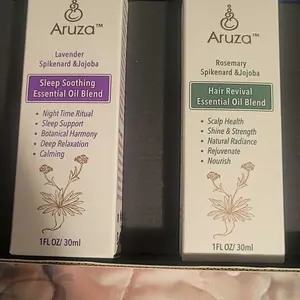 Aruza™
Lavender
Spikenard &Jojoba
Sleep Soothing
Essential Oil Blend
• Night Time Ritual
• Sleep Support
• Botanical Harmony
• Deep Relaxation
• Calming
1FL OZ/ 30ml
Aruza™
Rosemary
Spikenard &Jojoba
Hair Revival
Essential Oil Blend
• Scalp Health
• Shine & Strength
• Natural Radiance
• Rejuvenate
• Nourish
1FL OZ/ 30ml